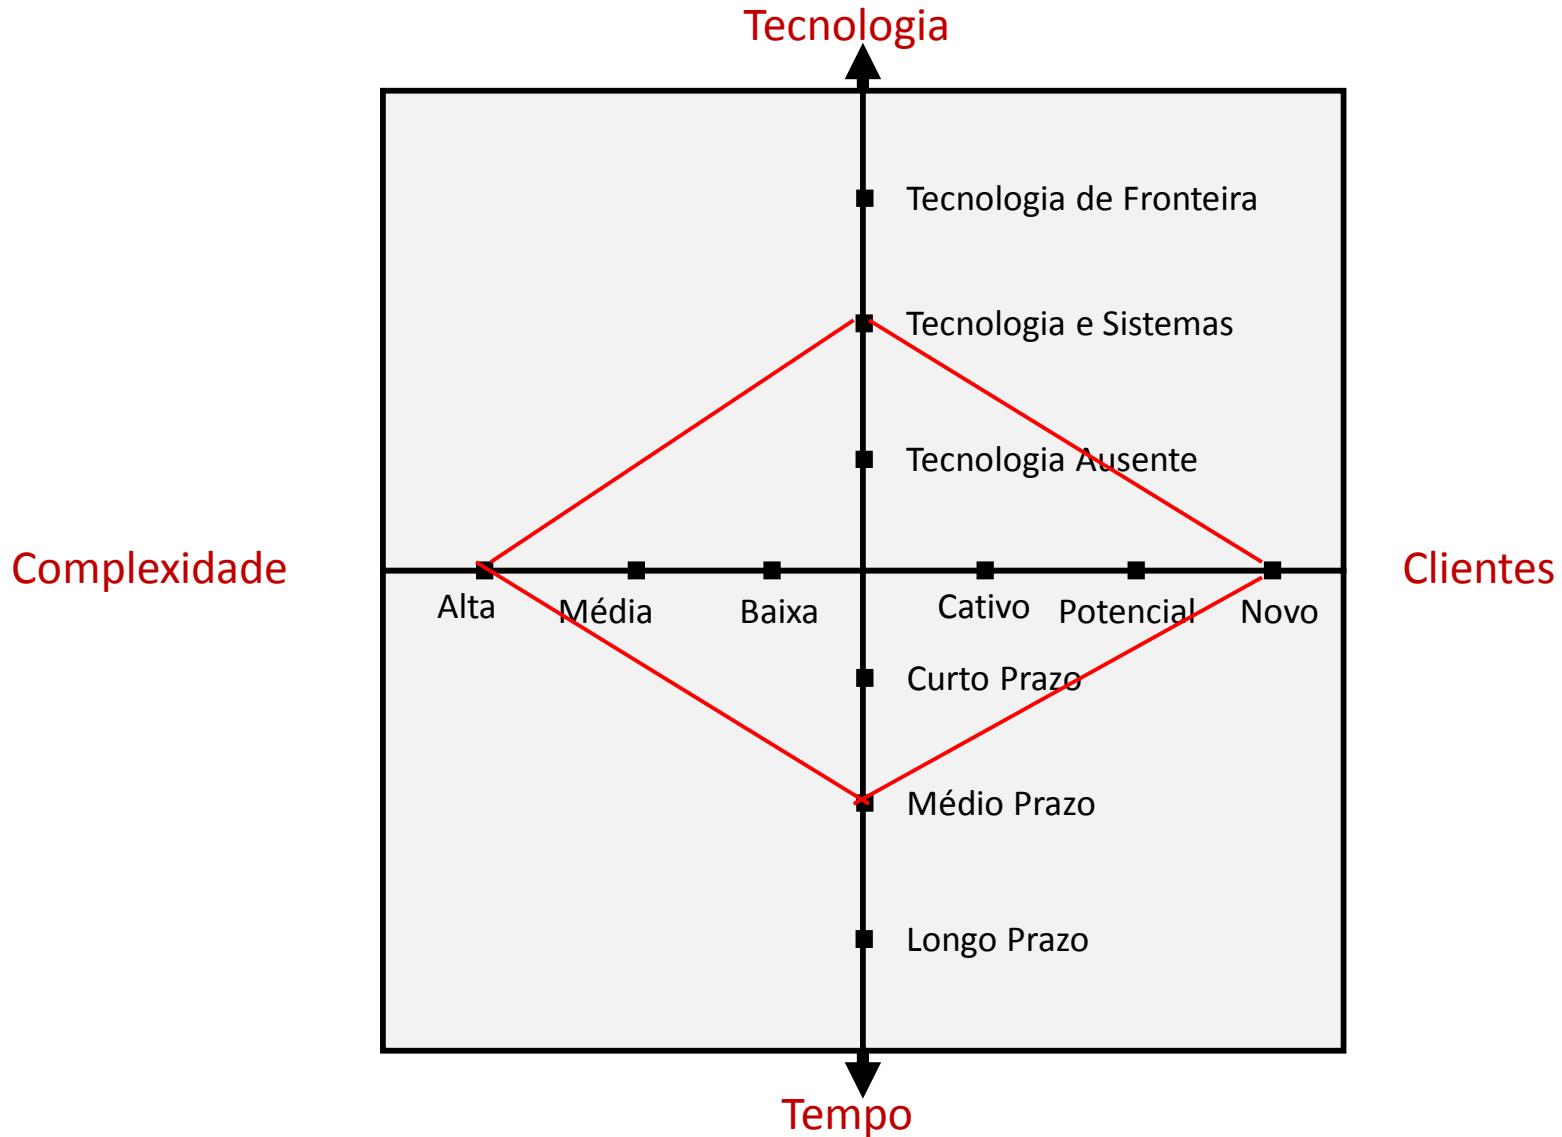 Tecnologia
Tecnologia de Fronteira
Tecnologia e Sistemas
Tecnologia Ausente
Complexidade
Clientes
Alta
Média
Baixa
Cativo
Potencial
Novo
Curto Prazo
Médio Prazo
Longo Prazo
Tempo